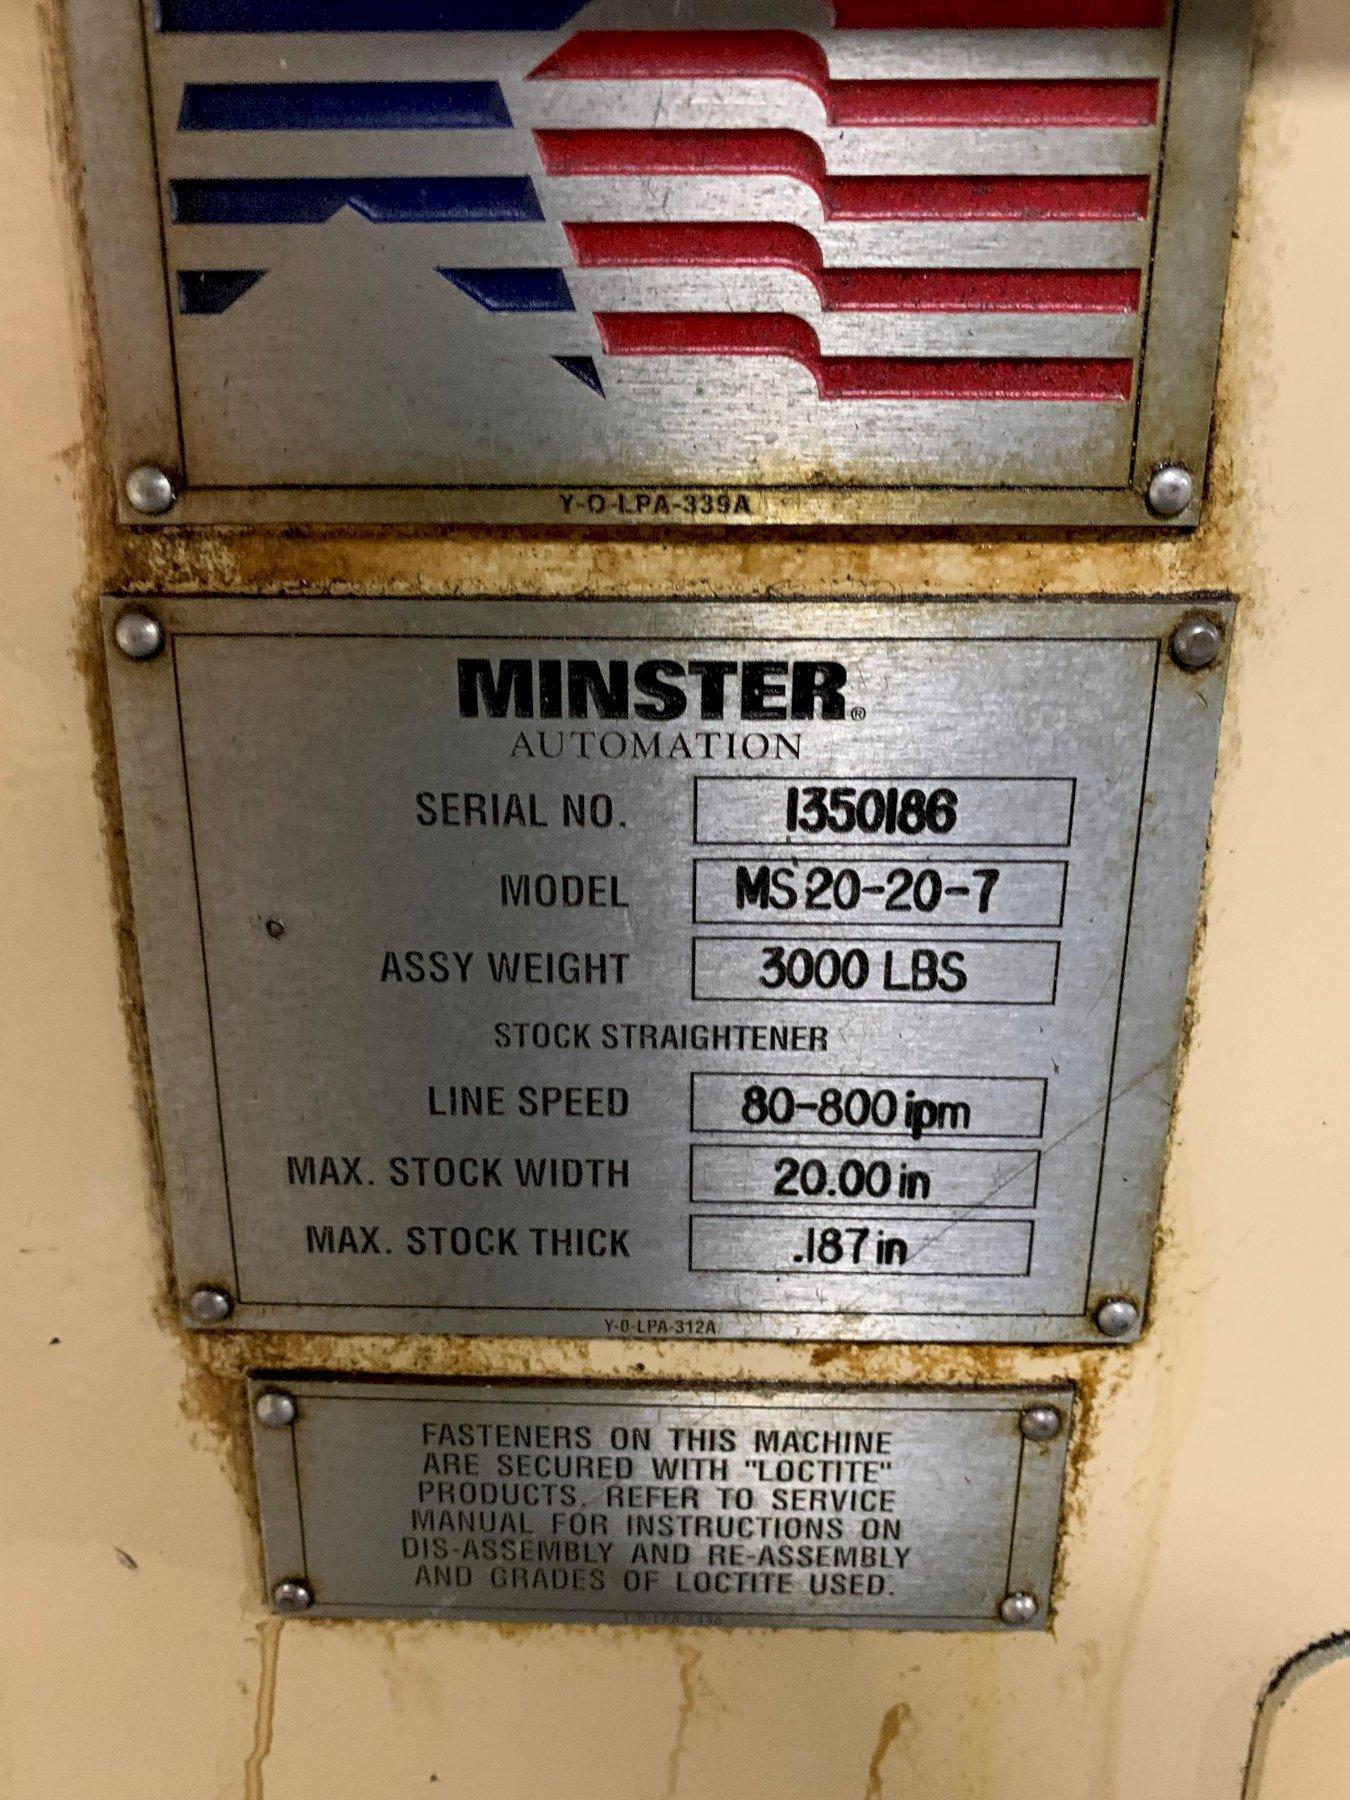 Y-O-LPA-339A
MINSTER®
AUTOMATION
SERIAL NO. 1350186
MODEL MS20-20-7
ASSY WEIGHT 3000 LBS
STOCK STRAIGHTENER
LINE SPEED 80-800 ipm
MAX. STOCK WIDTH 20.00 in
MAX. STOCK THICK .187 in
Y-O-LPA-312A
FASTENERS ON THIS MACHINE
ARE SECURED WITH "LOCTITE"
PRODUCTS. REFER TO SERVICE
MANUAL FOR INSTRUCTIONS ON
DIS-ASSEMBLY AND RE-ASSEMBLY
AND GRADES OF LOCTITE USED.